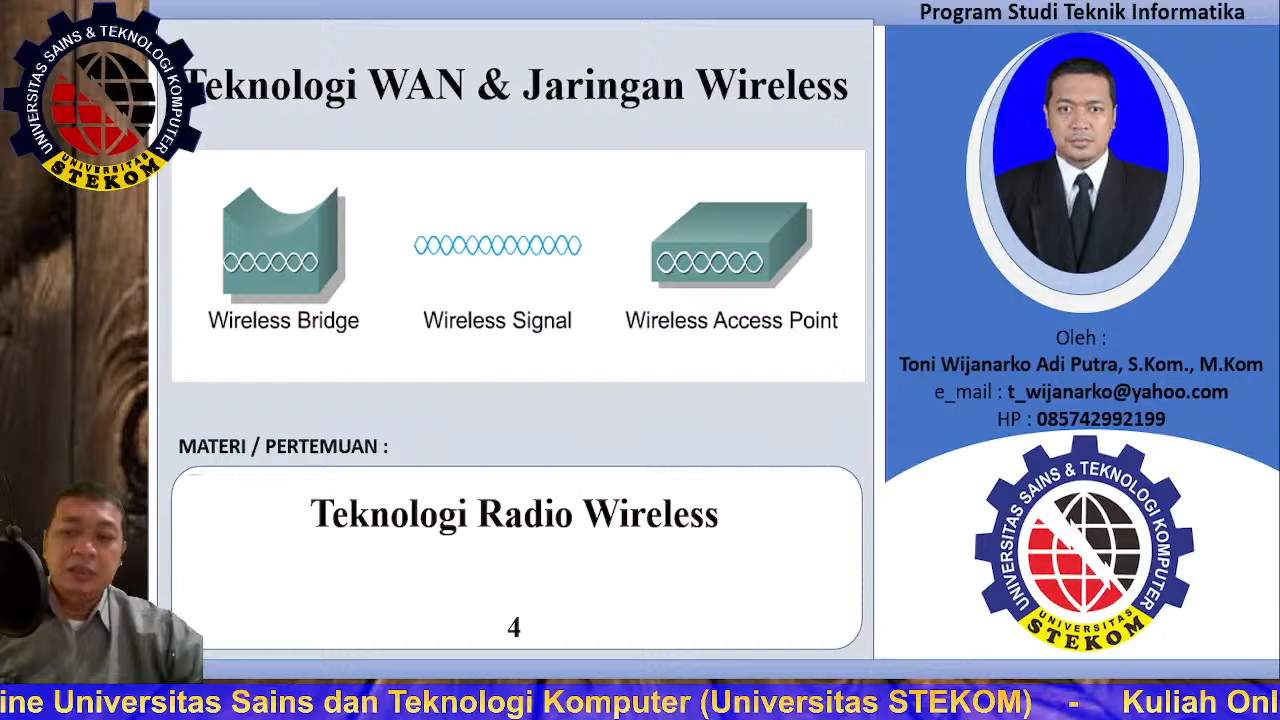 UNIVERSITAS SAINS & TEKNOLOGI KOMPUTER
UNIVERSITAS
STEKOM
Teknologi WAN & Jaringan Wireless
Wireless Bridge
Wireless Signal
Wireless Access Point
MATERI / PERTEMUAN :
Teknologi Radio Wireless
4
Program Studi Teknik Informatika
Oleh :
Toni Wijanarko Adi Putra, S.Kom., M.Kom
e_mail : t_wijanarko@yahoo.com
HP : 085742992199
UNIVERSITAS SAINS & TEKNOLOGI KOMPUTER
UNIVERSITAS
STEKOM
ine Universitas Sains dan Teknologi Komputer (Universitas STEKOM) - Kuliah Onl